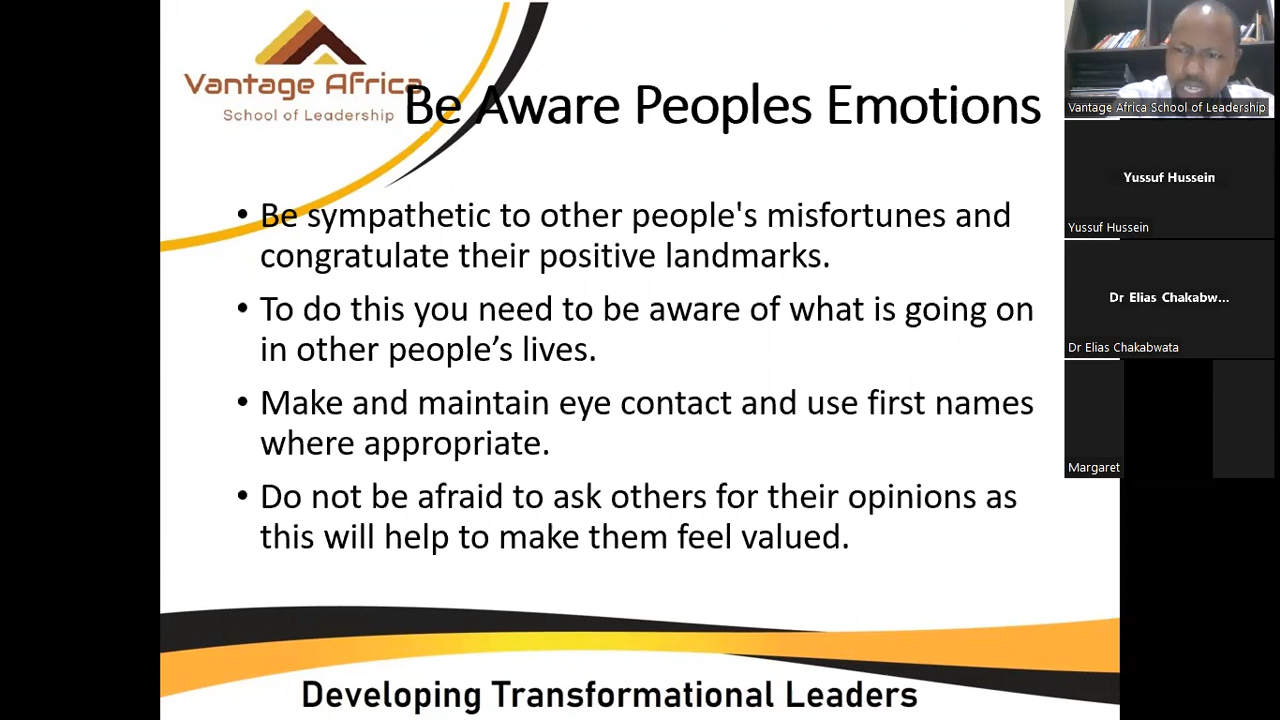 Vantage Africa
School of Leadership
Be Aware Peoples Emotions
• Be sympathetic to other people's misfortunes and
congratulate their positive landmarks.
• To do this you need to be aware of what is going on
in other people’s lives.
• Make and maintain eye contact and use first names
where appropriate.
• Do not be afraid to ask others for their opinions as
this will help to make them feel valued.
Developing Transformational Leaders
Vantage Africa School of Leadership
Yussuf Hussein
Yussuf Hussein
Dr Elias Chakabw...
Dr Elias Chakabwata
Margaret